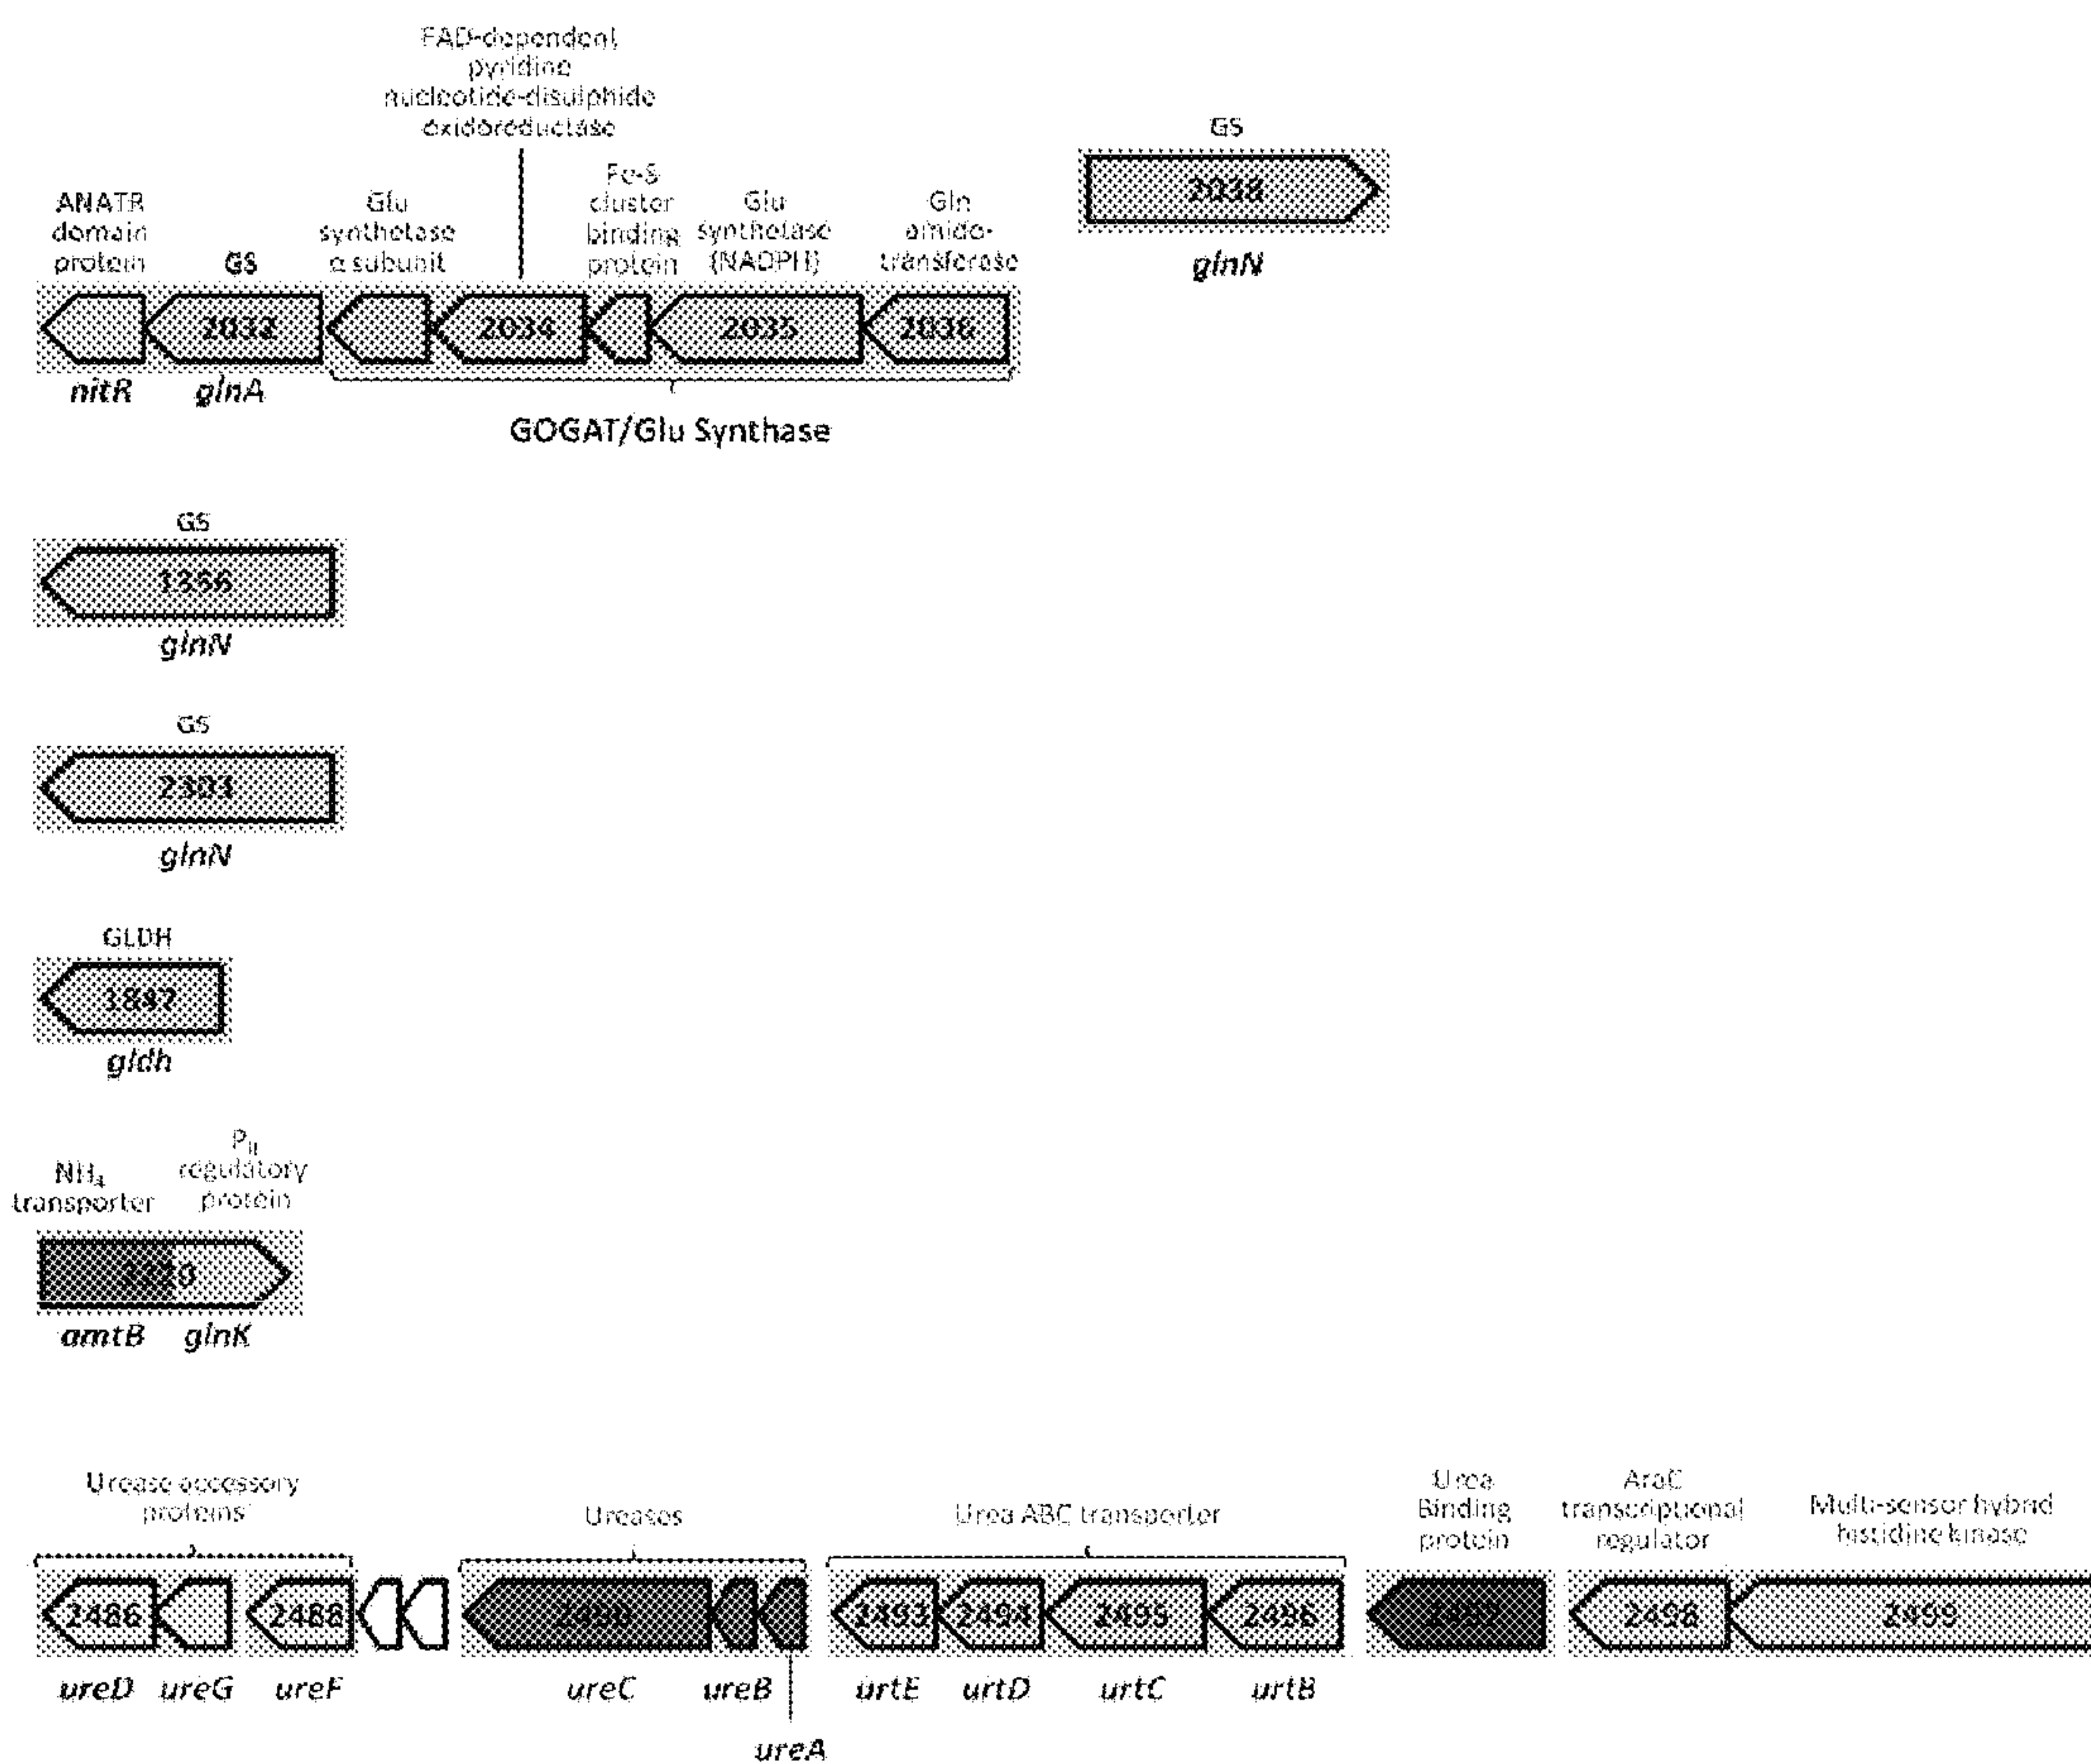 FAD-dependent
pyridine
nucleotide-disulphide
oxidoreductase
GS
2038
glnN
ANATR
domain
protein
GS
Glu
synthetase
α subunit
Fe-S
cluster
binding
protein
Glu
synthetase
(NADPH)
Gln
amido-
transferase
2032
2034
2035
2036
nitR
glnA
GOGAT/Glu Synthase
GS
glnN
GS
glnN
GLDH
1847
gldh
NH4
transporter
PII
regulatory
protein
amtB
glnK
Urease accessory
proteins
Ureases
Urea ABC transporter
Urea
Binding
protein
AraC
transcriptional
regulator
Multi-sensor hybrid
histidine kinase
2486
2488
2490
2493
2494
2495
2496
2498
2499
ureD
ureG
ureF
ureC
ureB
urtE
urtD
urtC
urtB
ureA